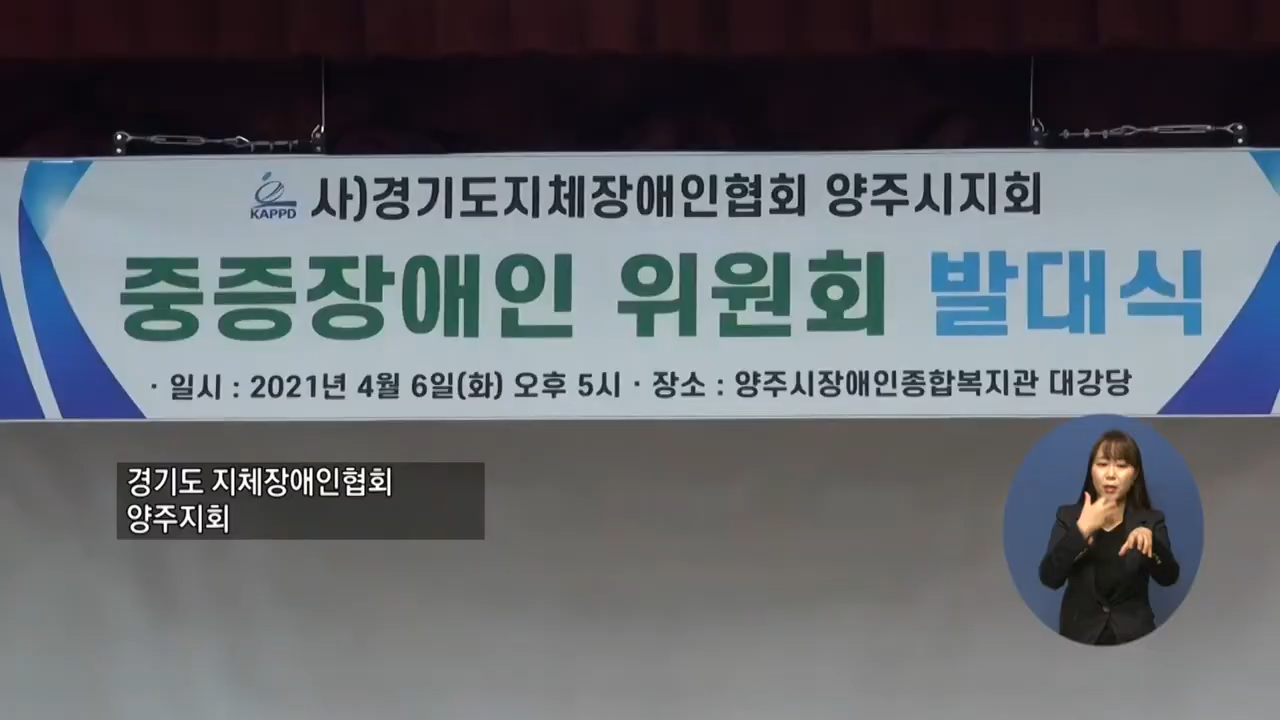 KAPPD 사)경기도지체장애인협회 양주시지회
중증장애인 위원회 발대식
· 일시 : 2021년 4월 6일(화) 오후 5시 · 장소 : 양주시장애인종합복지관 대강당
경기도 지체장애인협회
양주지회